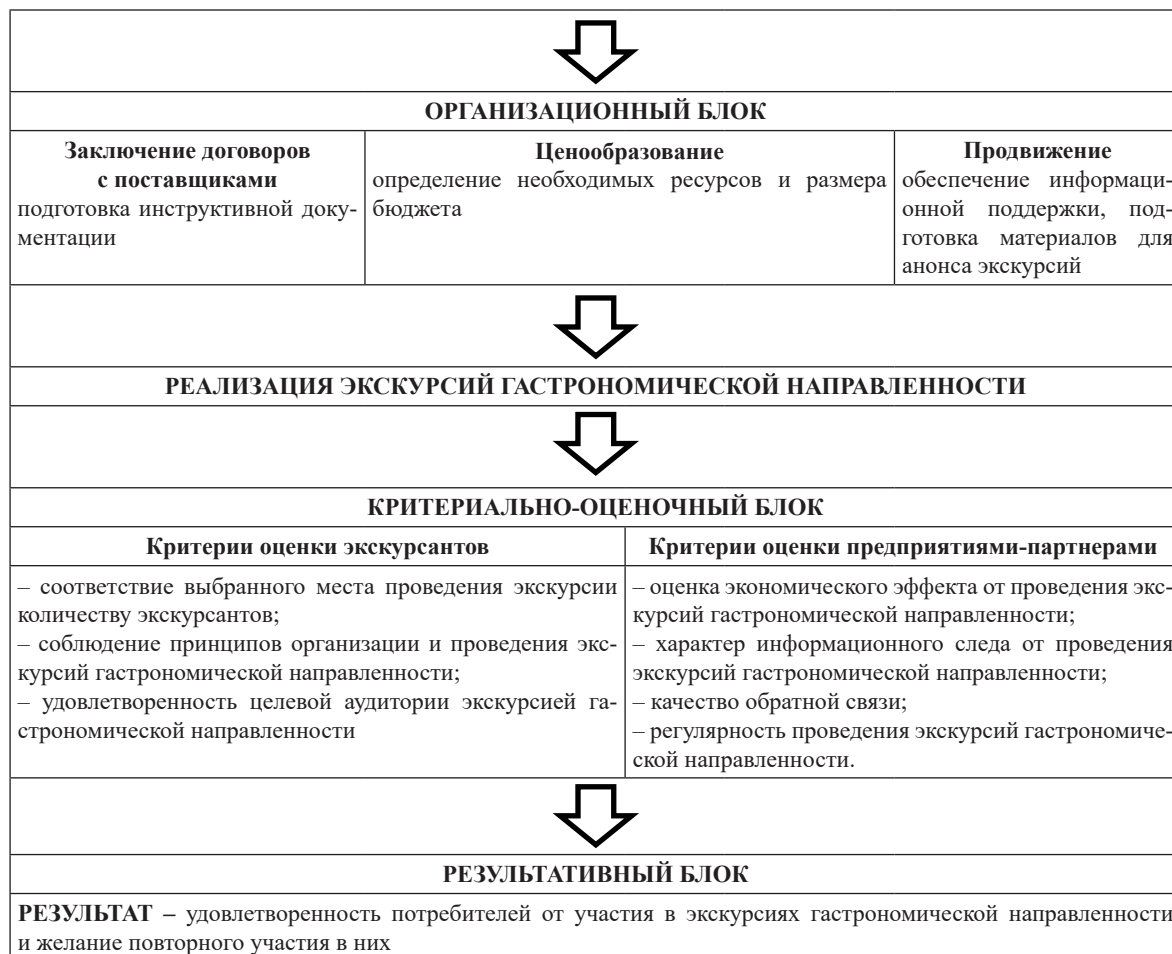 ОРГАНИЗАЦИОННЫЙ БЛОК
Заключение договоров
с поставщиками
подготовка инструктивной доку-
ментации
Ценообразование
определение необходимых ресурсов и размера
бюджета
Продвижение
обеспечение информаци-
онной поддержки, под-
готовка материалов для
анонса экскурсий
РЕАЛИЗАЦИЯ ЭКСКУРСИЙ ГАСТРОНОМИЧЕСКОЙ НАПРАВЛЕННОСТИ
КРИТЕРИАЛЬНО-ОЦЕНОЧНЫЙ БЛОК
Критерии оценки экскурсантов
– соответствие выбранного места проведения экскурсии
количеству экскурсантов;
– соблюдение принципов организации и проведения экс-
курсий гастрономической направленности;
– удовлетворенность целевой аудитории экскурсией га-
строномической направленности
Критерии оценки предприятиями-партнерами
– оценка экономического эффекта от проведения экс-
курсий гастрономической направленности;
– характер информационного следа от проведения
экскурсий гастрономической направленности;
– качество обратной связи;
– регулярность проведения экскурсий гастрономиче-
ской направленности.
РЕЗУЛЬТАТИВНЫЙ БЛОК
РЕЗУЛЬТАТ – удовлетворенность потребителей от участия в экскурсиях гастрономической направленности
и желание повторного участия в них